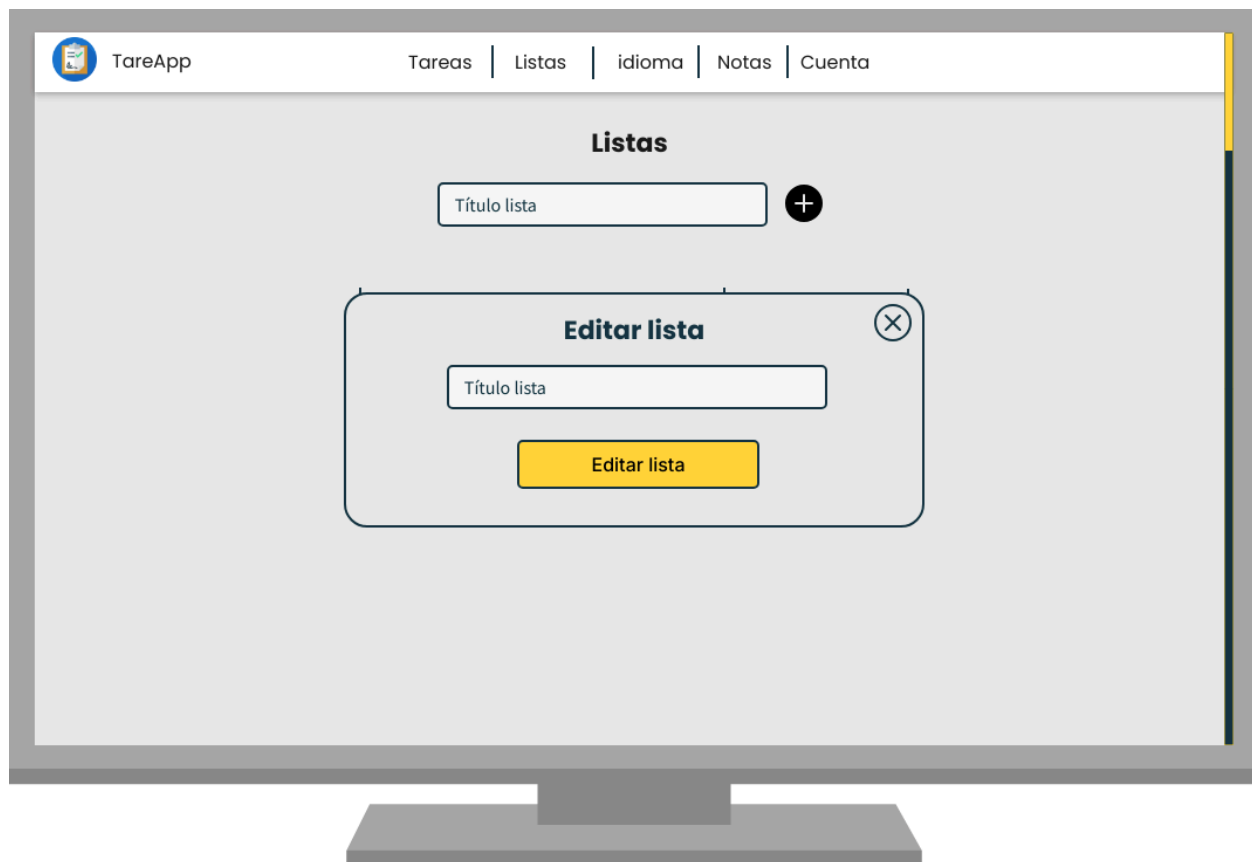 TareApp
Tareas Listas idioma Notas Cuenta
Listas
Título lista
Editar lista
Título lista
Editar lista